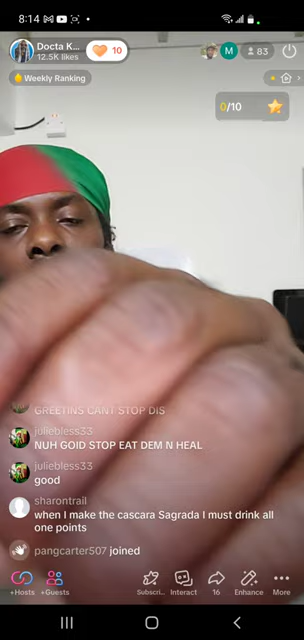 8:14
Docta K...
12.5K likes
10
83
Weekly Ranking
0/10
GREETINS CANT STOP DIS
juliebless33
NUH GOID STOP EAT DEM N HEAL
juliebless33
good
sharontrail
when I make the cascara Sagrada I must drink all
one points
pangcarter507 joined
+Hosts
+Guests
Subscri...
Interact
16
Enhance
More